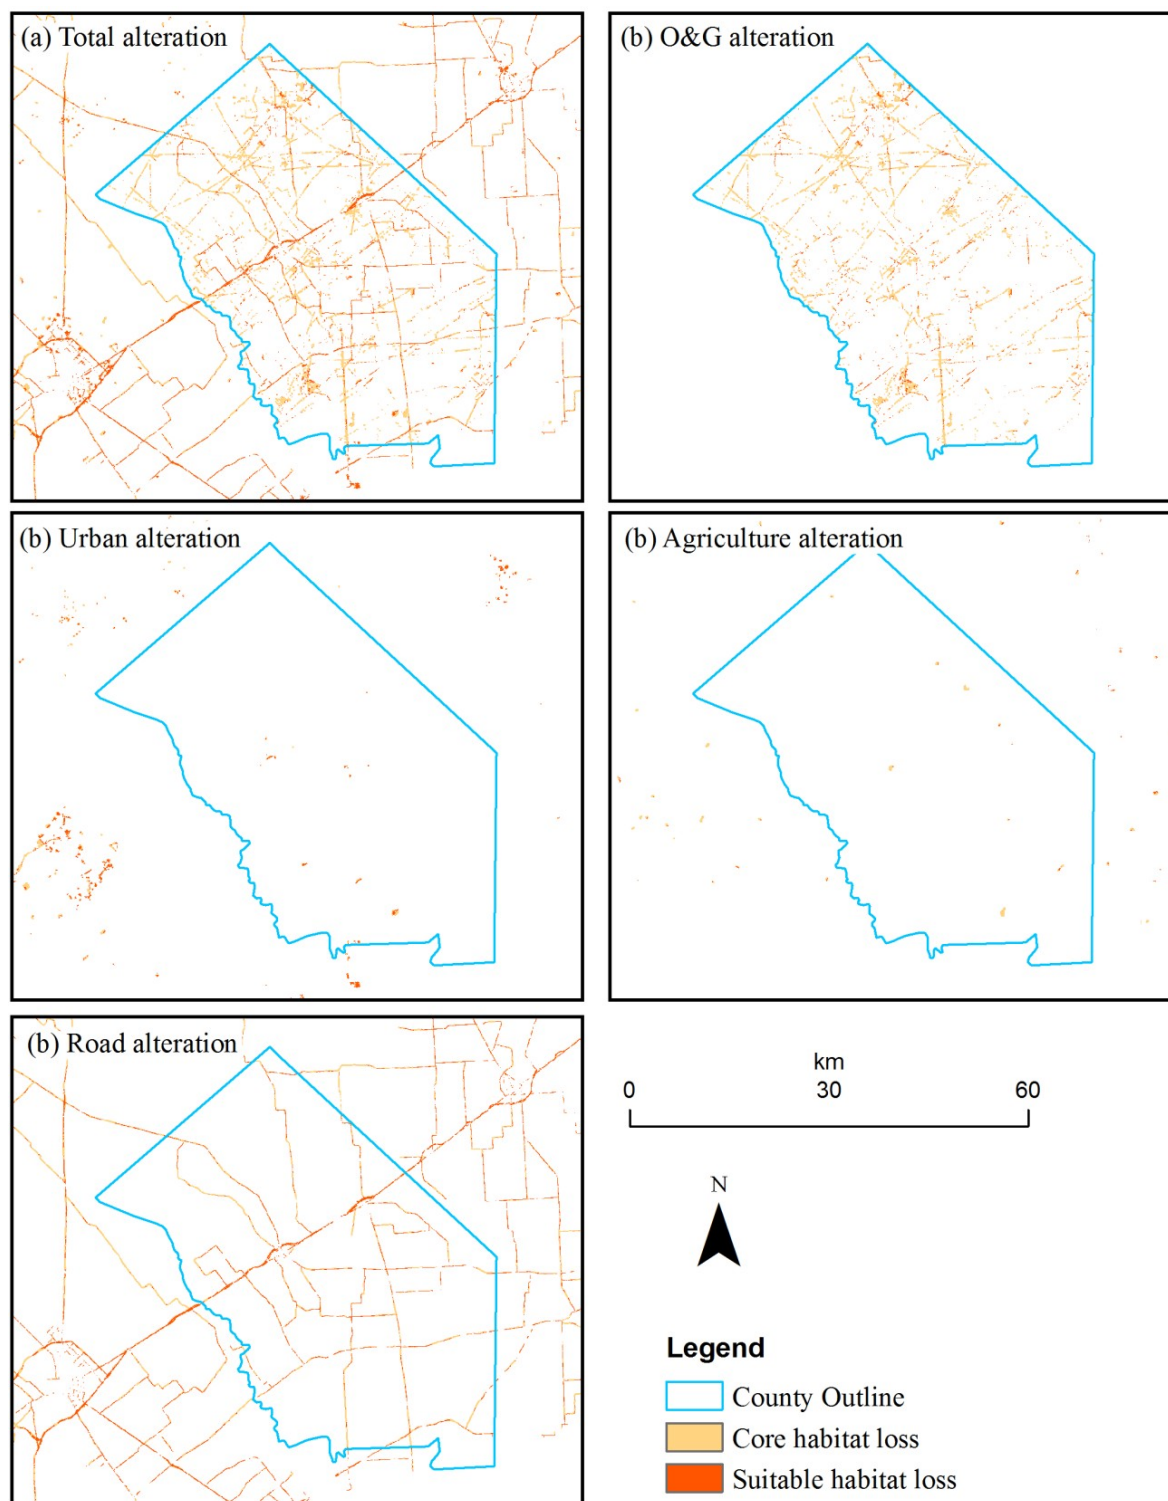 (a) Total alteration
(b) O&G alteration
(b) Urban alteration
(b) Agriculture alteration
(b) Road alteration
km
0 30 60
N
Legend
County Outline
Core habitat loss
Suitable habitat loss